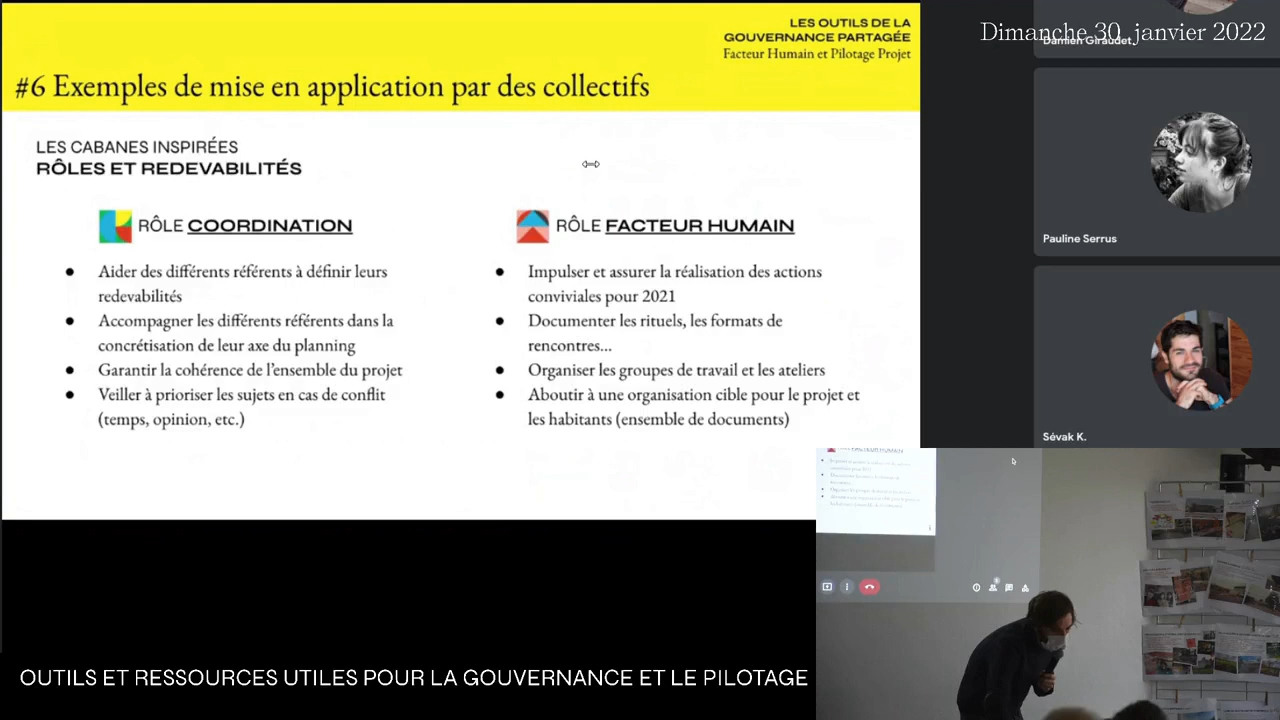 LES OUTILS DE LA
GOUVERNANCE PARTAGÉE
Facteur Humain et Pilotage Projet
#6 Exemples de mise en application par des collectifs
LES CABANES INSPIRÉES
RÔLES ET REDEVABILITÉS
RÔLE COORDINATION
● Aider des différents référents à définir leurs
redevabilités
● Accompagner les différents référents dans la
concrétisation de leur axe du planning
● Garantir la cohérence de l'ensemble du projet
● Veiller à prioriser les sujets en cas de conflit
(temps, opinion, etc.)
RÔLE FACTEUR HUMAIN
● Impulser et assurer la réalisation des actions
conviviales pour 2021
● Documenter les rituels, les formats de
rencontres...
● Organiser les groupes de travail et les ateliers
● Aboutir à une organisation cible pour le projet et
les habitants (ensemble de documents)
Dimanche 30 janvier 2022
Damien Giraudet
Pauline Serrus
Sévak K.
FACTEUR HUMAIN
OUTILS ET RESSOURCES UTILES POUR LA GOUVERNANCE ET LE PILOTAGE